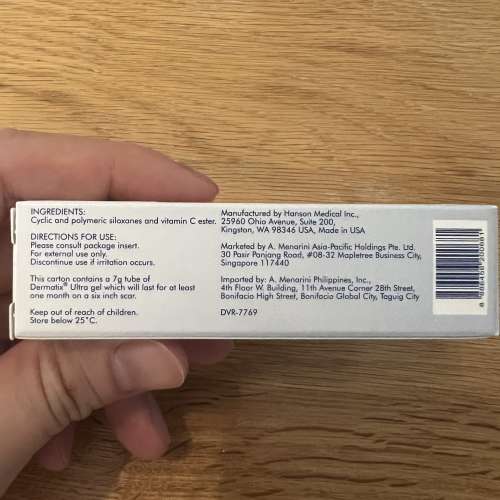 INGREDIENTS:
Cyclic and polymeric siloxanes and vitamin C ester.
DIRECTIONS FOR USE:
Please consult package insert.
For external use only.
Discontinue use if irritation occurs.
This carton contains a 7g tube of
Dermatix® Ultra gel which will last for at least
one month on a six inch scar.
Keep out of reach of children.
Store below 25°C.
Manufactured by Hanson Medical Inc.,
25960 Ohio Avenue, Suite 200,
Kingston, WA 98346 USA, Made in USA
Marketed by A. Menarini Asia-Pacific Holdings Pte. Ltd.
30 Pasir Panjang Road, #08-32 Mapletree Business City,
Singapore 117440
Imported by: A. Menarini Philippines, Inc.,
4th Floor W. Building, 11th Avenue Corner 28th Street,
Bonifacio High Street, Bonifacio Global City, Taguig City
DVR-7769